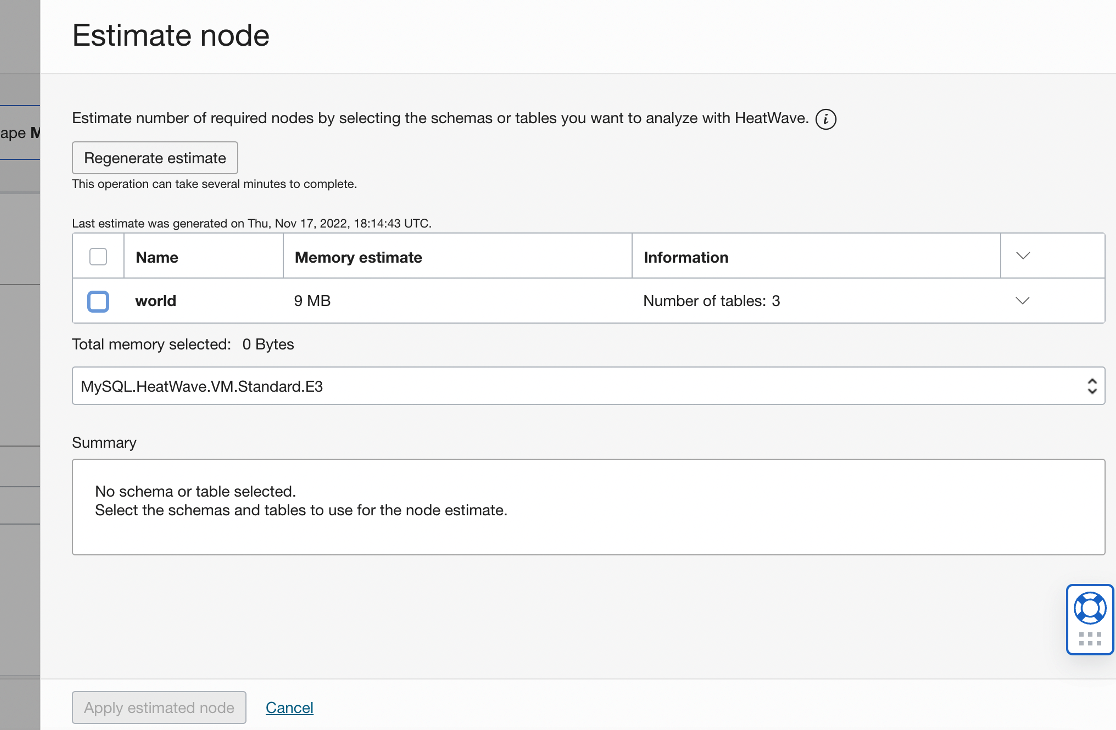 Estimate node
ape M
Estimate number of required nodes by selecting the schemas or tables you want to analyze with HeatWave. i
Regenerate estimate
This operation can take several minutes to complete.
Last estimate was generated on Thu, Nov 17, 2022, 18:14:43 UTC.
Name Memory estimate Information
world 9 MB Number of tables: 3
Total memory selected: 0 Bytes
MySQL.HeatWave.VM.Standard.E3
Summary
No schema or table selected.
Select the schemas and tables to use for the node estimate.
Apply estimated node Cancel